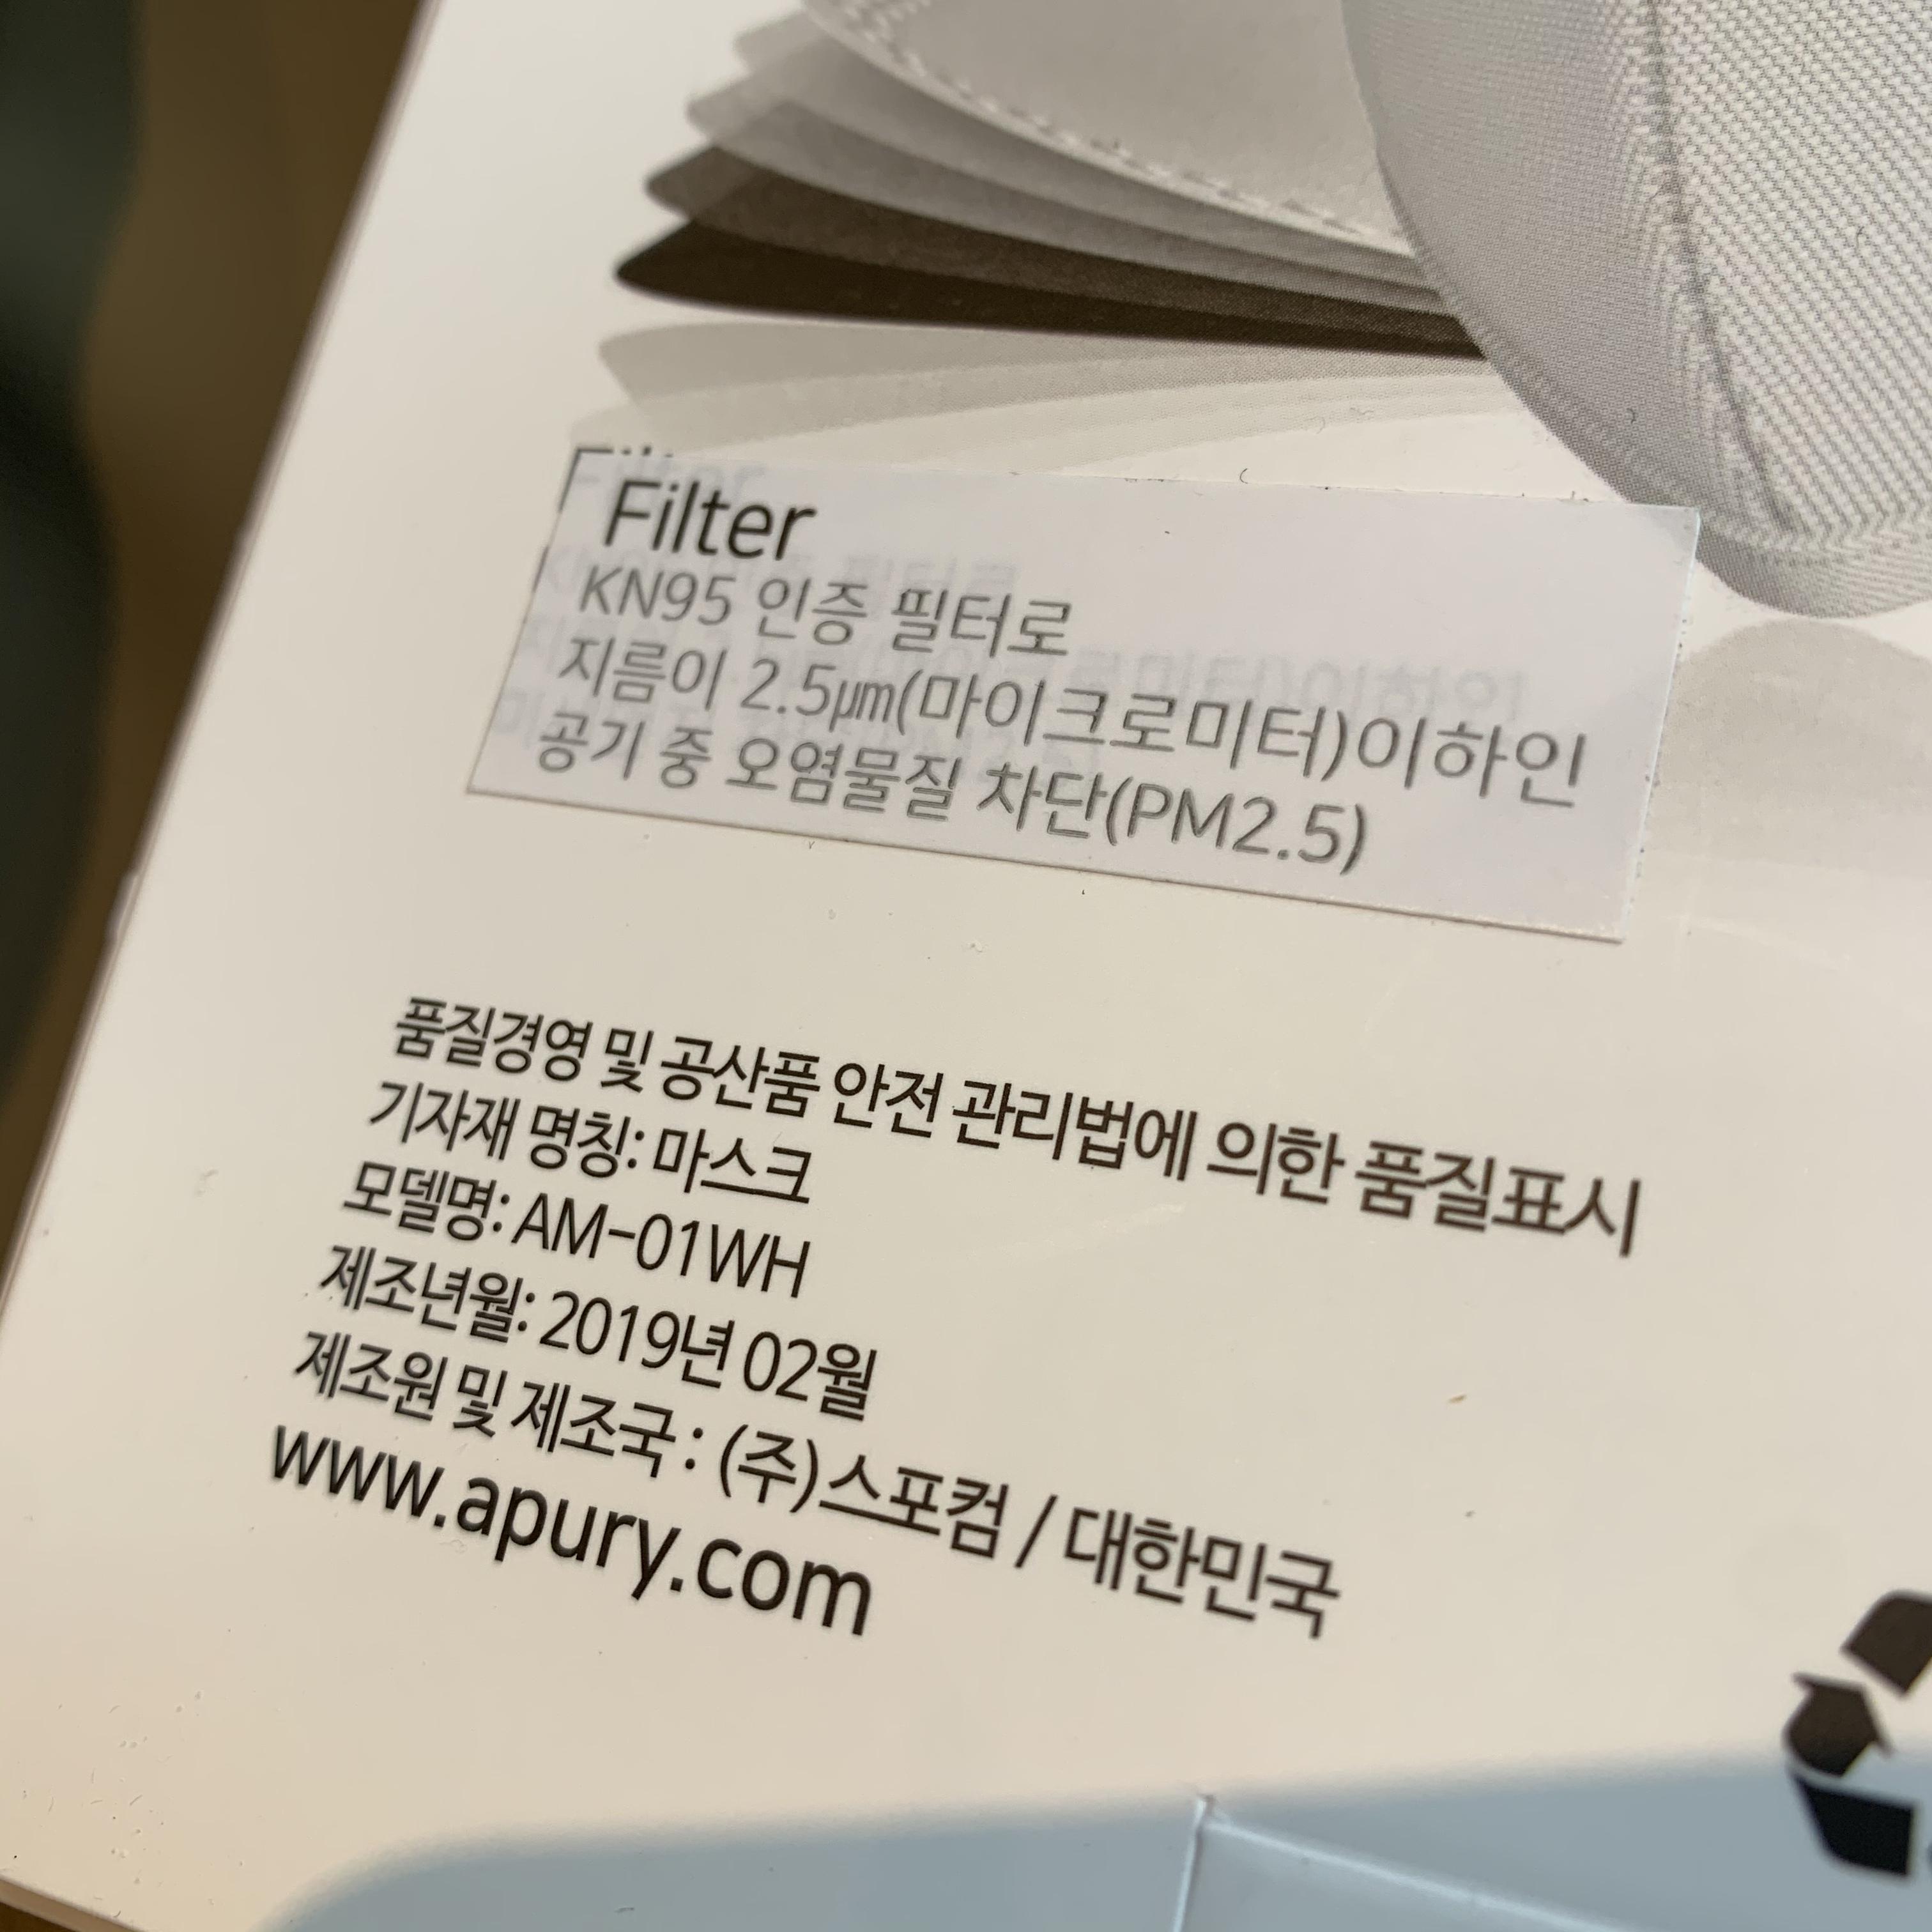 Filter
KN95 인증 필터로
지름이 2.5㎛(마이크로미터)이하인
공기 중 오염물질 차단(PM2.5)
품질경영 및 공산품 안전 관리법에 의한 품질표시
기자재 명칭: 마스크
모델명: AM-01WH
제조년월: 2019년 02월
제조원 및 제조국 : (주)스포컴 / 대한민국
www.apury.com